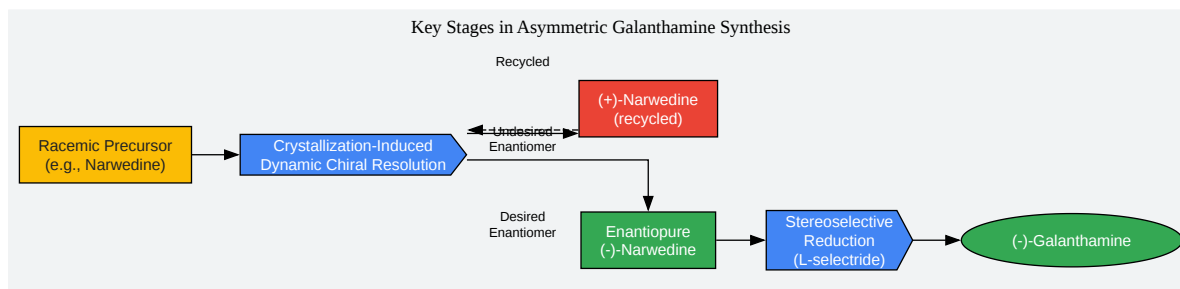 Key Stages in Asymmetric Galanthamine Synthesis
Recycled
(+)-Narwedine
(recycled)
Undesired
Enantiomer
Racemic Precursor
(e.g., Narwedine)
Crystallization-Induced
Dynamic Chiral Resolution
Desired
Enantiomer
Enantiopure
(-)-Narwedine
Stereoselective
Reduction
(L-selectride)
(-)-Galanthamine